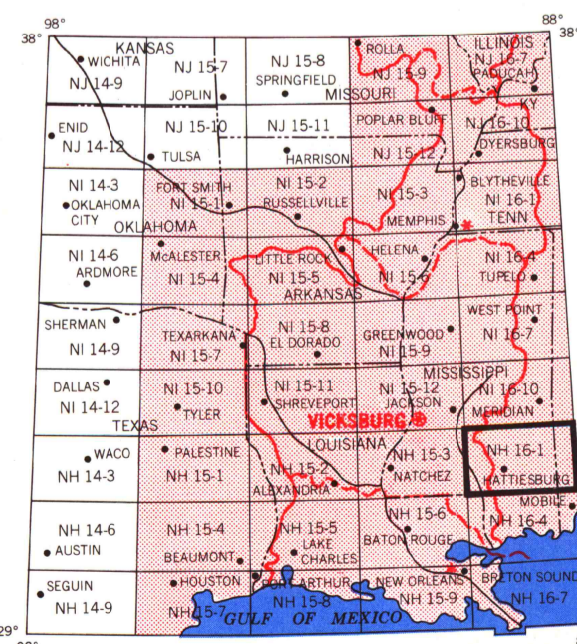 98°
88°
38°
38°
KANSAS
WICHITA
NJ 14-9
NJ 15-7
JOPLIN
NJ 15-8
SPRINGFIELD
MISSOURI
ROLLA
NJ 15-9
ILLINOIS
NJ 16-7
PADUCAH
KY
ENID
NJ 14-12
NJ 15-10
TULSA
NJ 15-11
HARRISON
POPLAR BLUFF
NJ 15-12
NJ 16-10
DYERSBURG
NI 14-3
OKLAHOMA
CITY
FORT SMITH
NI 15-1
OKLAHOMA
NI 15-2
RUSSELLVILLE
NI 15-3
MEMPHIS
BLYTHEVILLE
NI 16-1
TENN
NI 14-6
ARDMORE
McALESTER
NI 15-4
LITTLE ROCK
NI 15-5
ARKANSAS
HELENA
NI 15-6
NI 16-4
TUPELO
SHERMAN
NI 14-9
TEXARKANA
NI 15-7
NI 15-8
EL DORADO
GREENWOOD
NI 15-9
WEST POINT
NI 16-7
MISSISSIPPI
DALLAS
NI 14-12
TEXAS
NI 15-10
TYLER
NI 15-11
SHREVEPORT
NI 15-12
JACKSON
NI 16-10
MERIDIAN
VICKSBURG
LOUISIANA
WACO
NH 14-3
PALESTINE
NH 15-1
NH 15-2
ALEXANDRIA
NH 15-3
NATCHEZ
NH 16-1
HATTIESBURG
NH 14-6
AUSTIN
NH 15-4
BEAUMONT
NH 15-5
LAKE
CHARLES
NH 15-6
BATON ROUGE
MOBILE
NH 16-4
SEGUIN
NH 14-9
HOUSTON
NH 15-7
PORT ARTHUR
NH 15-8
NEW ORLEANS
NH 15-9
BRETON SOUND
NH 16-7
GULF OF MEXICO
29°